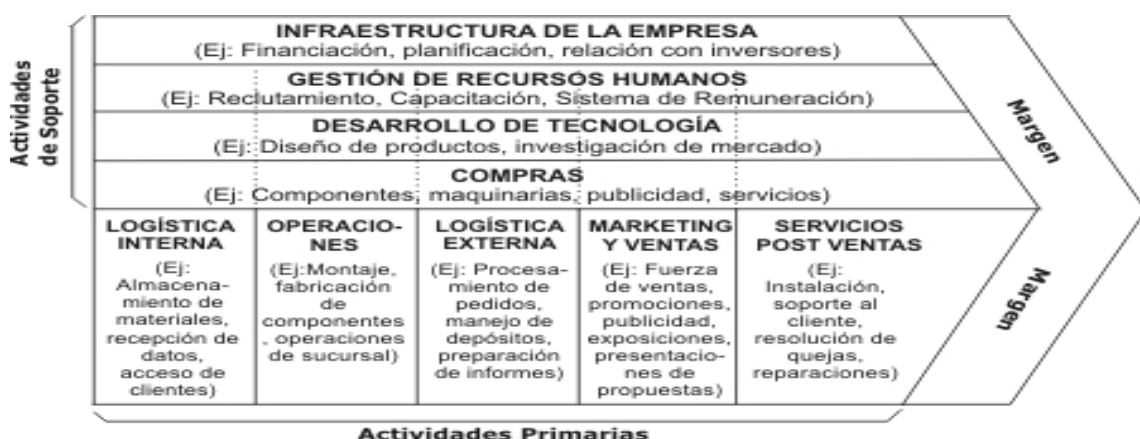 Actividades
de Soporte
INFRAESTRUCTURA DE LA EMPRESA
(Ej: Financiación, planificación, relación con inversores)
GESTIÓN DE RECURSOS HUMANOS
(Ej: Reclutamiento, Capacitación, Sistema de Remuneración)
DESARROLLO DE TECNOLOGÍA
(Ej: Diseño de productos, investigación de mercado)
COMPRAS
(Ej: Componentes, maquinarias, publicidad, servicios)
Margen
LOGÍSTICA
INTERNA
(Ej:
Almacena-
miento de
materiales,
recepción de
datos,
acceso de
clientes)
OPERACIO-
NES
(Ej:Montaje,
fabricación
de
componentes
, operaciones
de sucursal)
LOGÍSTICA
EXTERNA
(Ej: Procesa-
miento de
pedidos,
manejo de
depósitos,
preparación
de informes)
MARKETING
Y VENTAS
(Ej: Fuerza
de ventas,
promociones,
publicidad,
exposiciones,
presentacio-
nes de
propuestas)
SERVICIOS
POST VENTAS
(Ej:
Instalación,
soporte al
cliente,
resolución de
quejas,
reparaciones)
Margen
Actividades Primarias